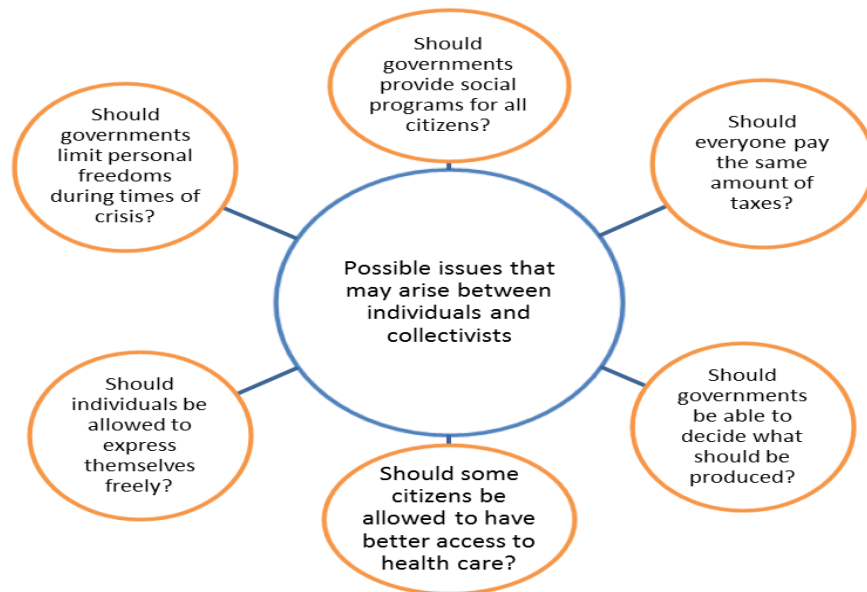 Should
governments
provide social
programs for all
citizens?
Should
governments
limit personal
freedoms
during times of
crisis?
Should
everyone pay
the same
amount of
taxes?
Possible issues that
may arise between
individuals and
collectivists
Should
individuals be
allowed to
express
themselves
freely?
Should
governments
be able to
decide what
should be
produced?
Should some
citizens be
allowed to have
better access to
health care?